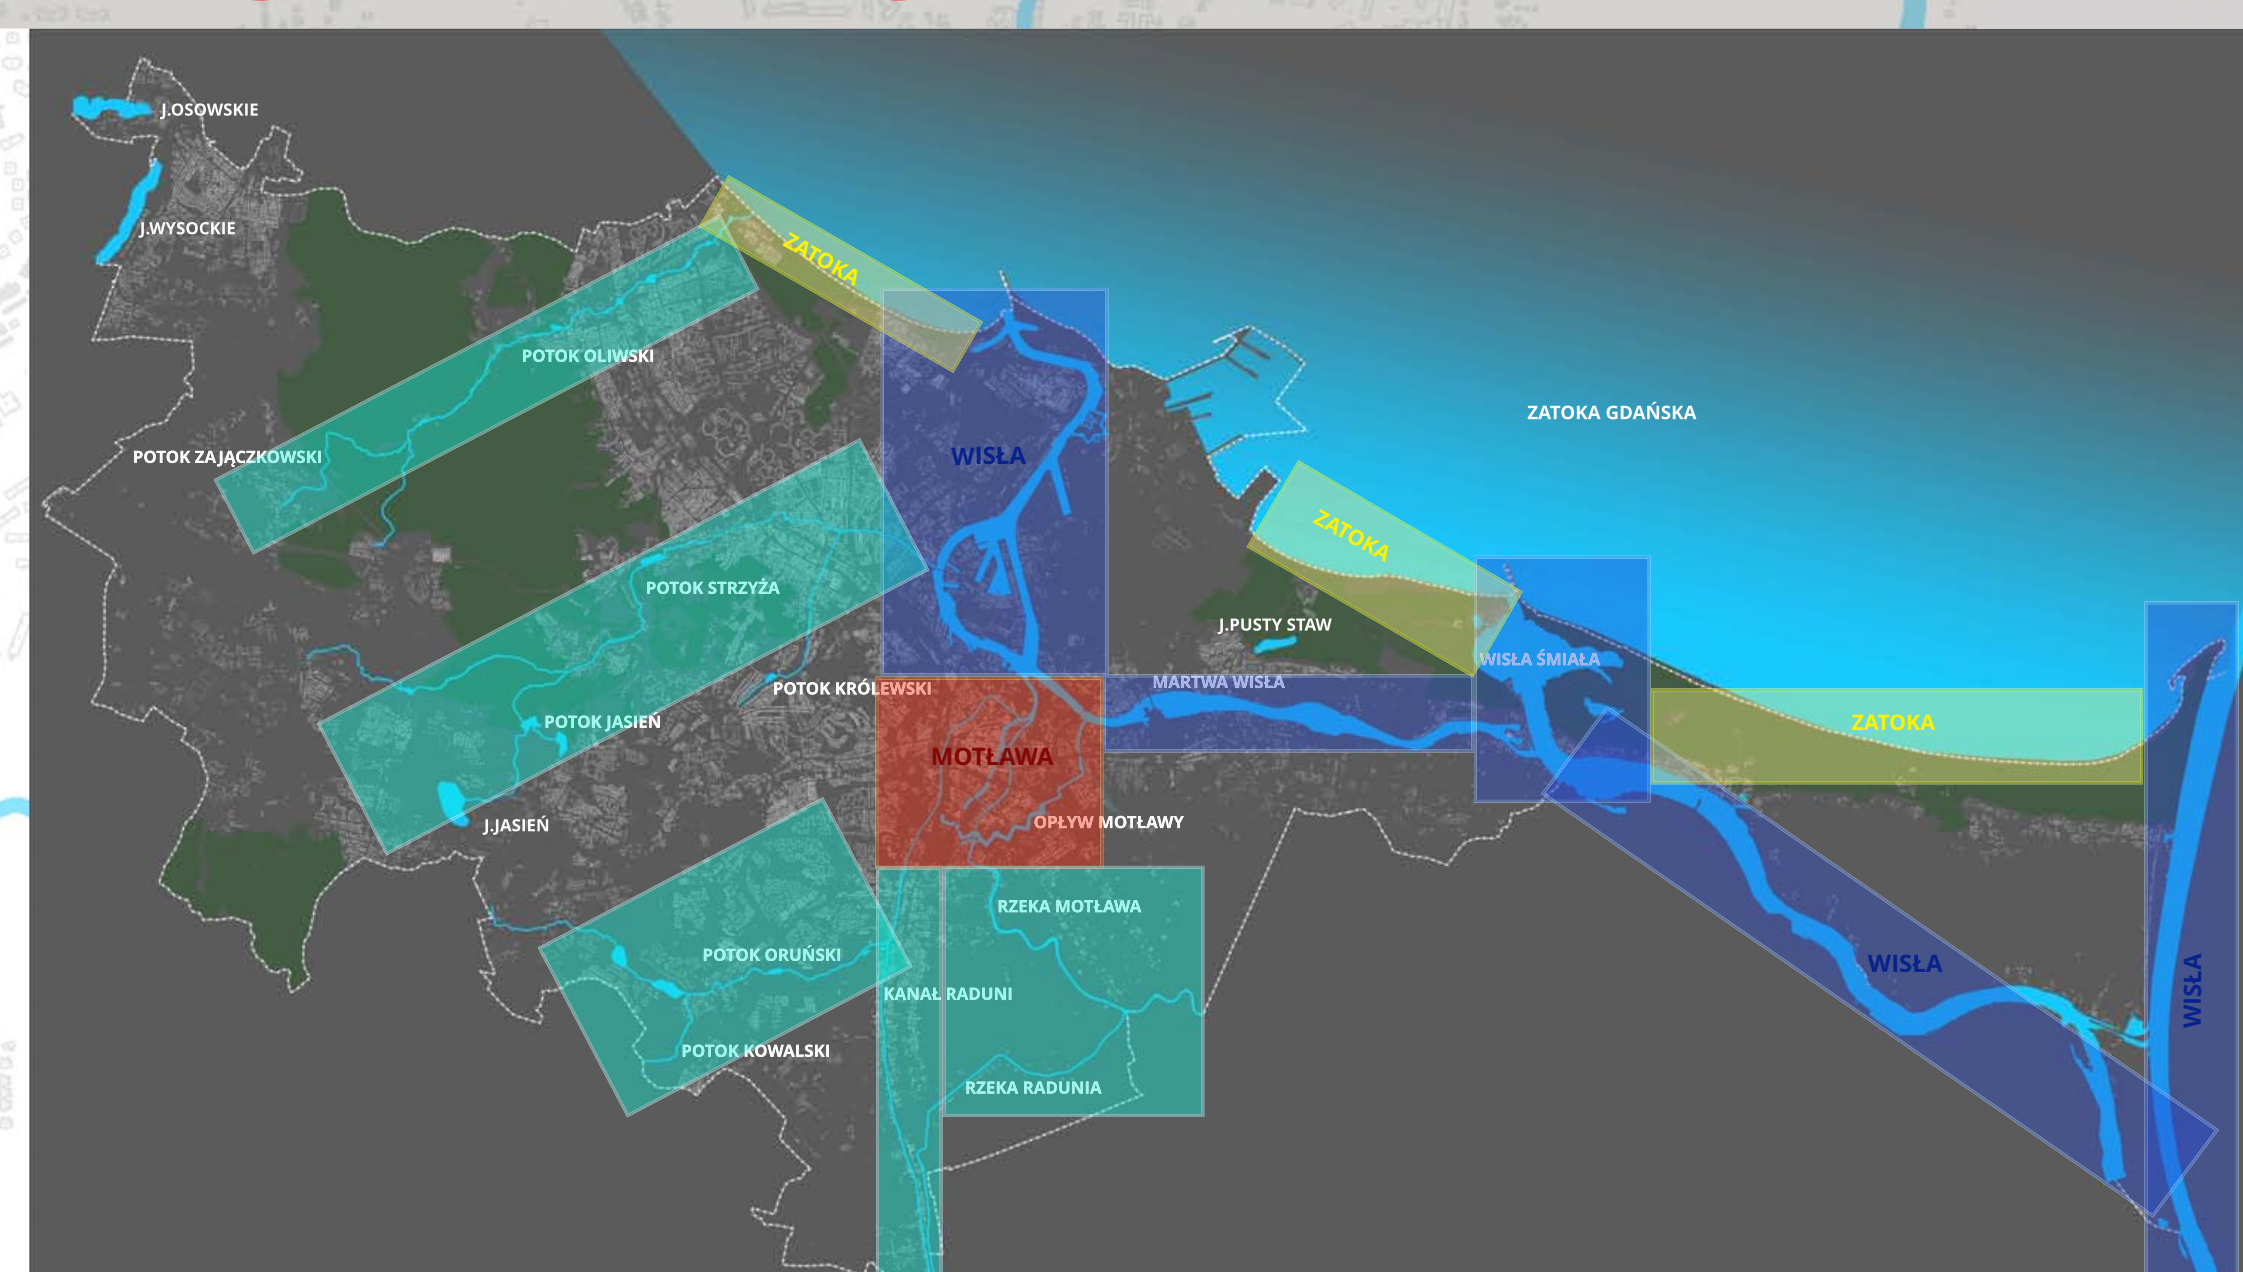 J.OSOWSKIE
J.WYSOCKIE
ZATOKA
POTOK OLIWSKI
ZATOKA GDAŃSKA
WISŁA
POTOK ZAJĄCZKOWSKI
ZATOKA
POTOK STRZYŻA
J.PUSTY STAW
WISŁA ŚMIAŁA
MARTWA WISŁA
POTOK KRÓLEWSKI
POTOK JASIEŃ
ZATOKA
MOTŁAWA
OPŁYW MOTŁAWY
J.JASIEŃ
RZEKA MOTŁAWA
POTOK ORUŃSKI
WISŁA
WISŁA
KANAŁ RADUNI
POTOK KOWALSKI
RZEKA RADUNIA